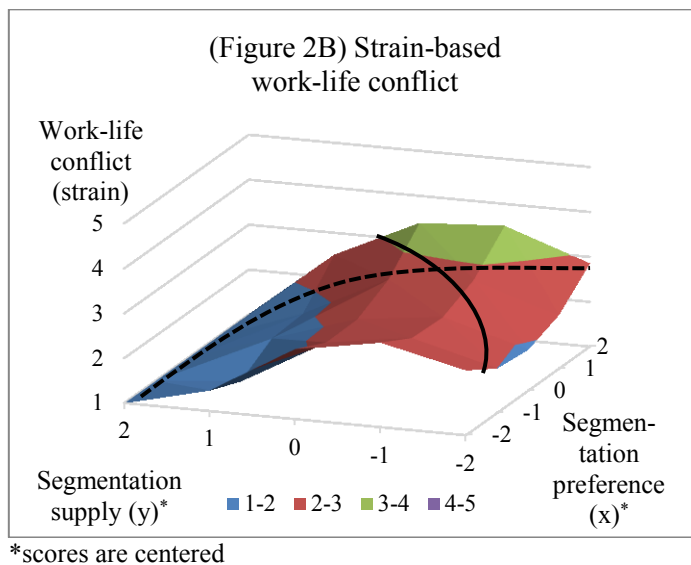 (Figure 2B) Strain-based
work-life conflict
Work-life
conflict
(strain)
5
4
3
2
1
2
1
0
-1
-2
-2
-1
0
1
2
Segmentation
supply (y)*
Segmen-
tation
preference
(x)*
1-2 2-3 3-4 4-5
*scores are centered